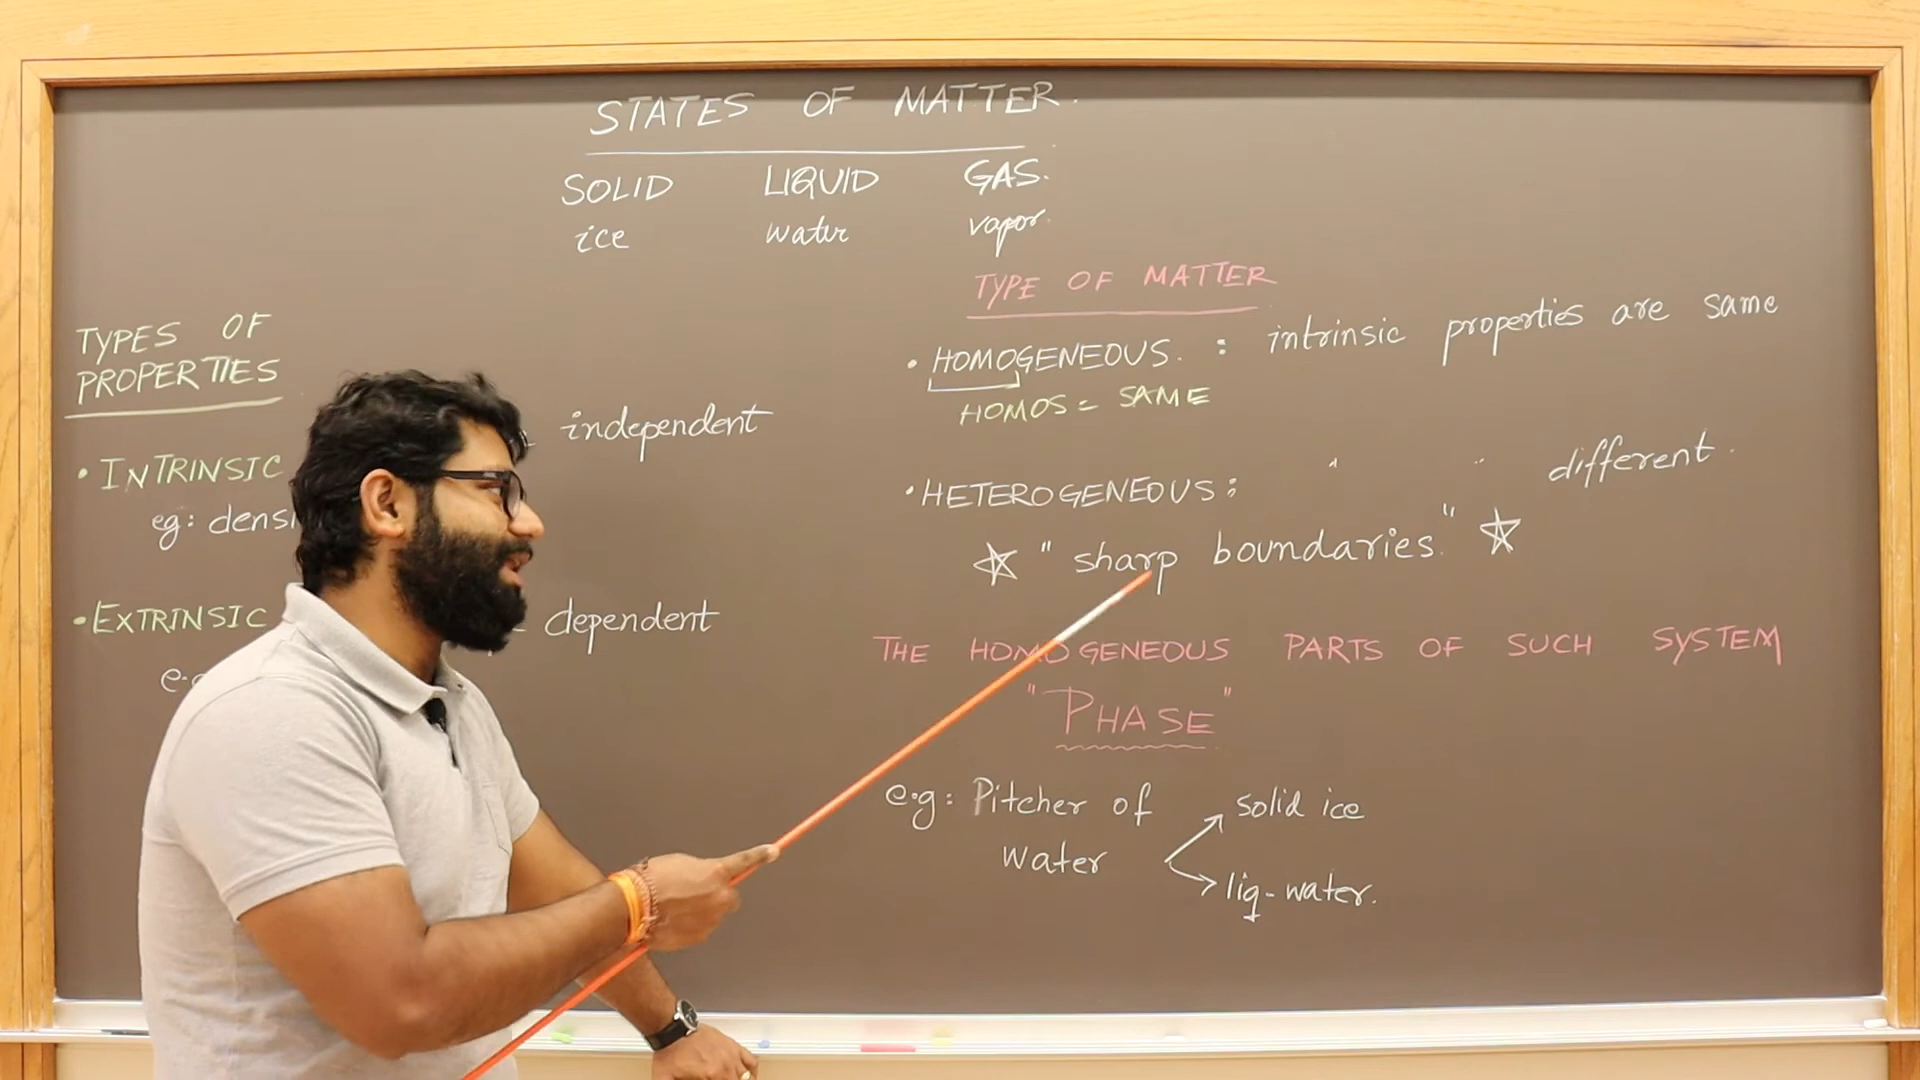 STATES OF MATTER.
SOLID LIQUID GAS.
ice water vapor.
TYPES OF
PROPERTIES
• INTRINSIC - independent
eg: densi
• EXTRINSIC - dependent
e.g
TYPE OF MATTER
• HOMOGENEOUS. : intrinsic properties are same
HOMOS = SAME
• HETEROGENEOUS: " " different.
☆ "sharp boundaries." ☆
THE HOMOGENEOUS PARTS OF SUCH SYSTEM
"PHASE"
e.g: Pitcher of
water
solid ice
liq-water.